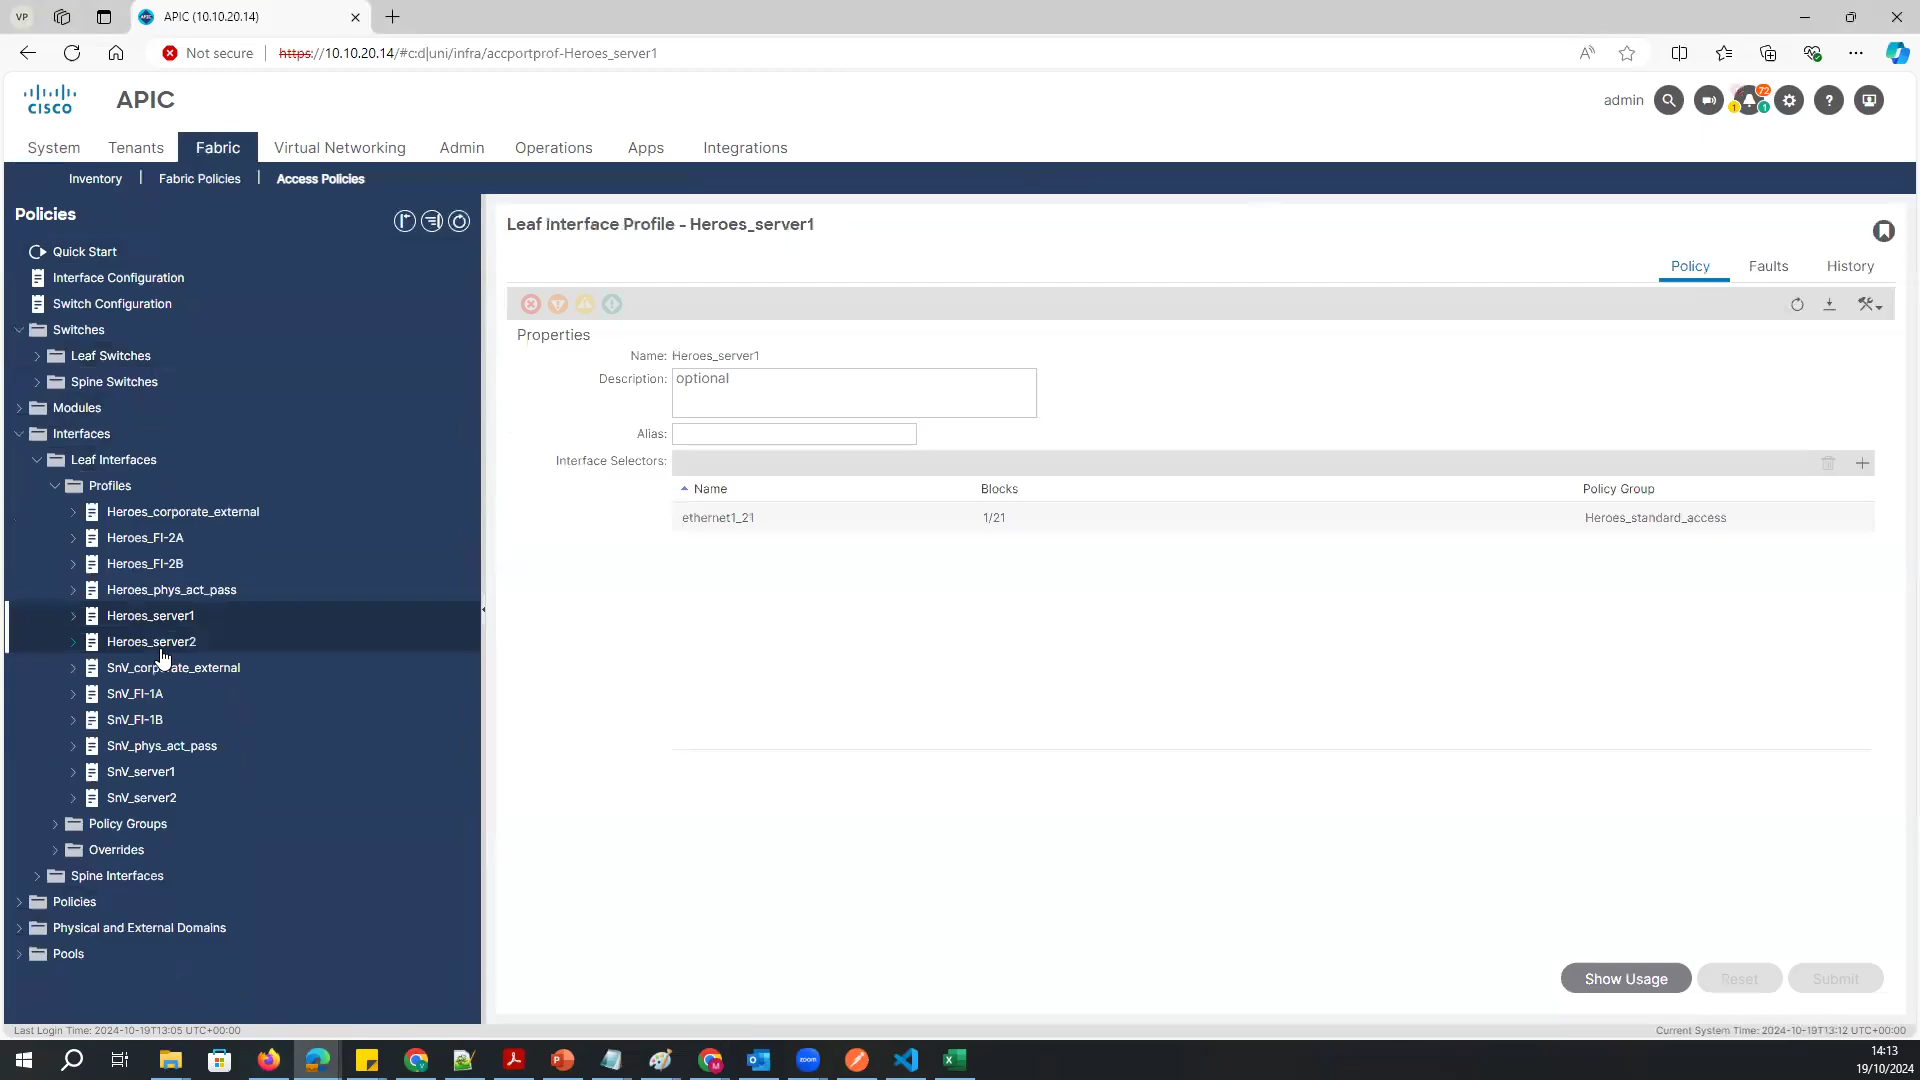 VP
APIC (10.10.20.14)
Not secure
https://10.10.20.14/#c:d|uni/infra/accportprof-Heroes_server1
CISCO
APIC
admin
72
1
1
System
Tenants
Fabric
Virtual Networking
Admin
Operations
Apps
Integrations
Inventory
Fabric Policies
Access Policies
Policies
Quick Start
Interface Configuration
Switch Configuration
Switches
Leaf Switches
Spine Switches
Modules
Interfaces
Leaf Interfaces
Profiles
Heroes_corporate_external
Heroes_FI-2A
Heroes_FI-2B
Heroes_phys_act_pass
Heroes_server1
Heroes_server2
SnV_corporate_external
SnV_FI-1A
SnV_FI-1B
SnV_phys_act_pass
SnV_server1
SnV_server2
Policy Groups
Overrides
Spine Interfaces
Policies
Physical and External Domains
Pools
Leaf Interface Profile - Heroes_server1
Policy
Faults
History
Properties
Name: Heroes_server1
Description: optional
Alias:
Interface Selectors:
Name
Blocks
Policy Group
ethernet1_21
1/21
Heroes_standard_access
Show Usage
Reset
Submit
Last Login Time: 2024-10-19T13:05 UTC+00:00
Current System Time: 2024-10-19T13:12 UTC+00:00
zoom
14:13
19/10/2024